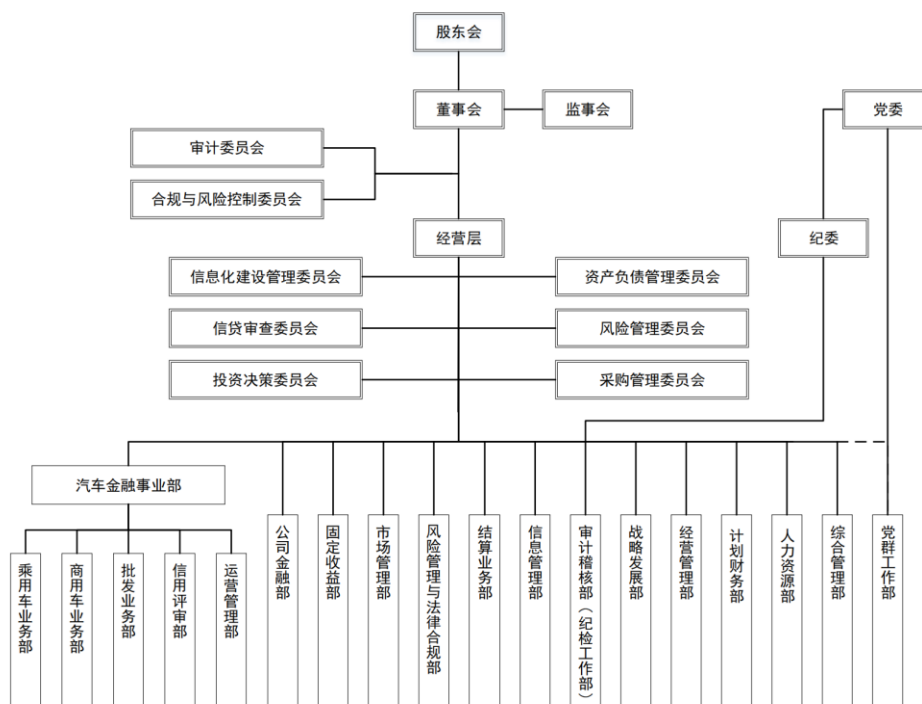 股东会
董事会
监事会
党委
审计委员会
合规与风险控制委员会
经营层
纪委
信息化建设管理委员会
资产负债管理委员会
信贷审查委员会
风险管理委员会
投资决策委员会
采购管理委员会
汽车金融事业部
乘用车业务部
商用车业务部
批发业务部
信用评审部
运营管理部
公司金融部
固定收益部
市场管理部
风险管理与法律合规部
结算业务部
信息管理部
审计稽核部（纪检工作部）
战略发展部
经营管理部
计划财务部
人力资源部
综合管理部
党群工作部